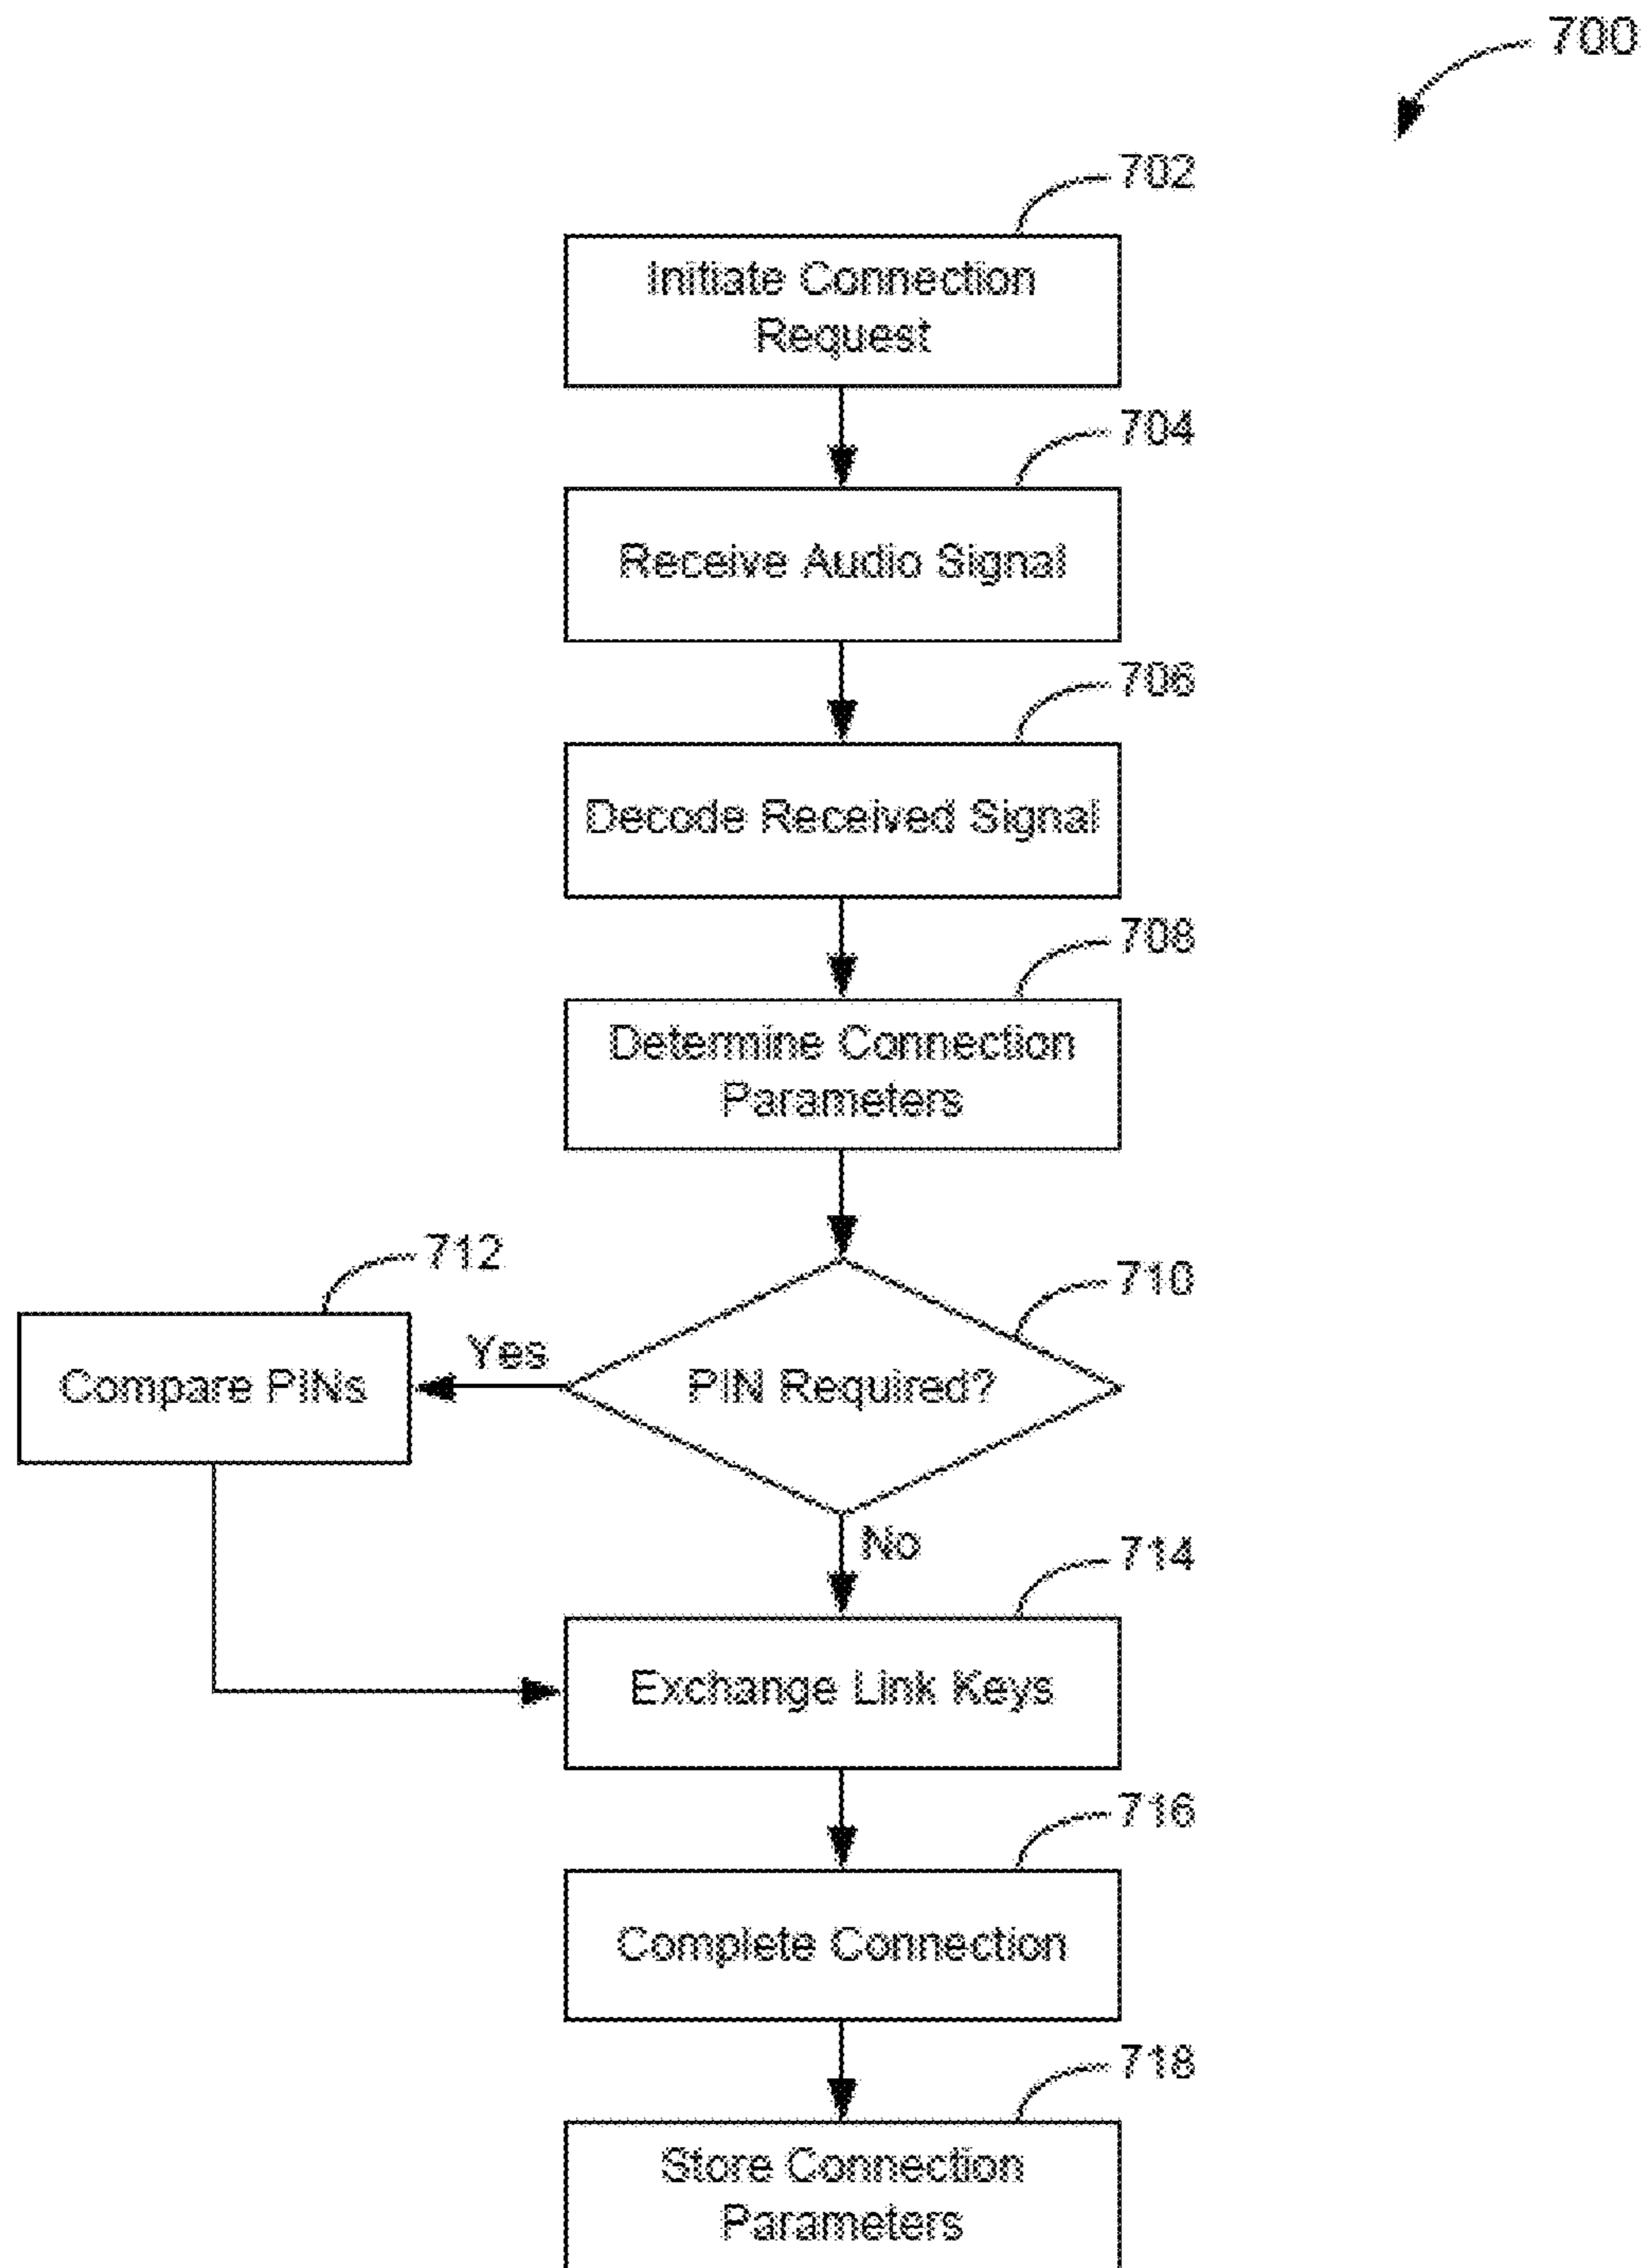 700
702
Initiate Connection
Request
704
Receive Audio Signal
706
Decode Received Signal
708
Determine Connection
Parameters
710
PIN Required?
Yes
712
Compare PINs
No
714
Exchange Link Keys
716
Complete Connection
718
Store Connection
Parameters